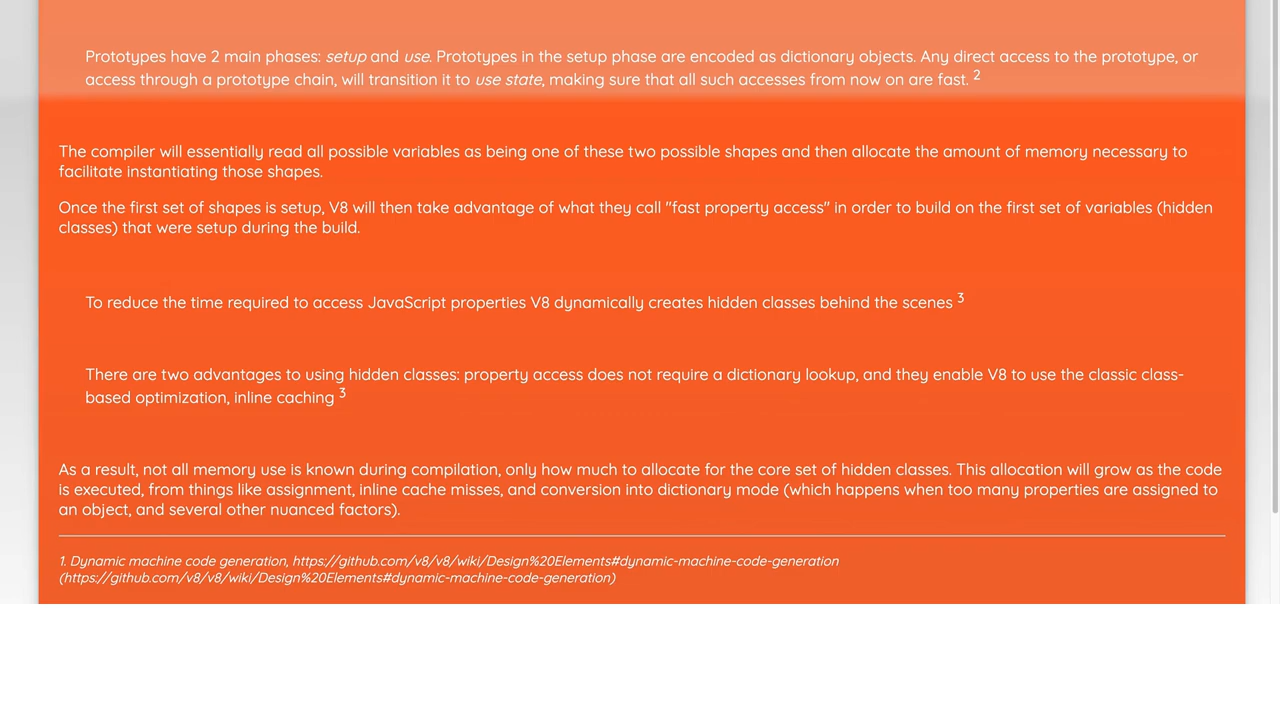 Prototypes have 2 main phases: setup and use. Prototypes in the setup phase are encoded as dictionary objects. Any direct access to the prototype, or
access through a prototype chain, will transition it to use state, making sure that all such accesses from now on are fast. 2
The compiler will essentially read all possible variables as being one of these two possible shapes and then allocate the amount of memory necessary to
facilitate instantiating those shapes.
Once the first set of shapes is setup, V8 will then take advantage of what they call "fast property access" in order to build on the first set of variables (hidden
classes) that were setup during the build.
To reduce the time required to access JavaScript properties V8 dynamically creates hidden classes behind the scenes 3
There are two advantages to using hidden classes: property access does not require a dictionary lookup, and they enable V8 to use the classic class-
based optimization, inline caching 3
As a result, not all memory use is known during compilation, only how much to allocate for the core set of hidden classes. This allocation will grow as the code
is executed, from things like assignment, inline cache misses, and conversion into dictionary mode (which happens when too many properties are assigned to
an object, and several other nuanced factors).
1. Dynamic machine code generation, https://github.com/v8/v8/wiki/Design%20Elements#dynamic-machine-code-generation
(https://github.com/v8/v8/wiki/Design%20Elements#dynamic-machine-code-generation)